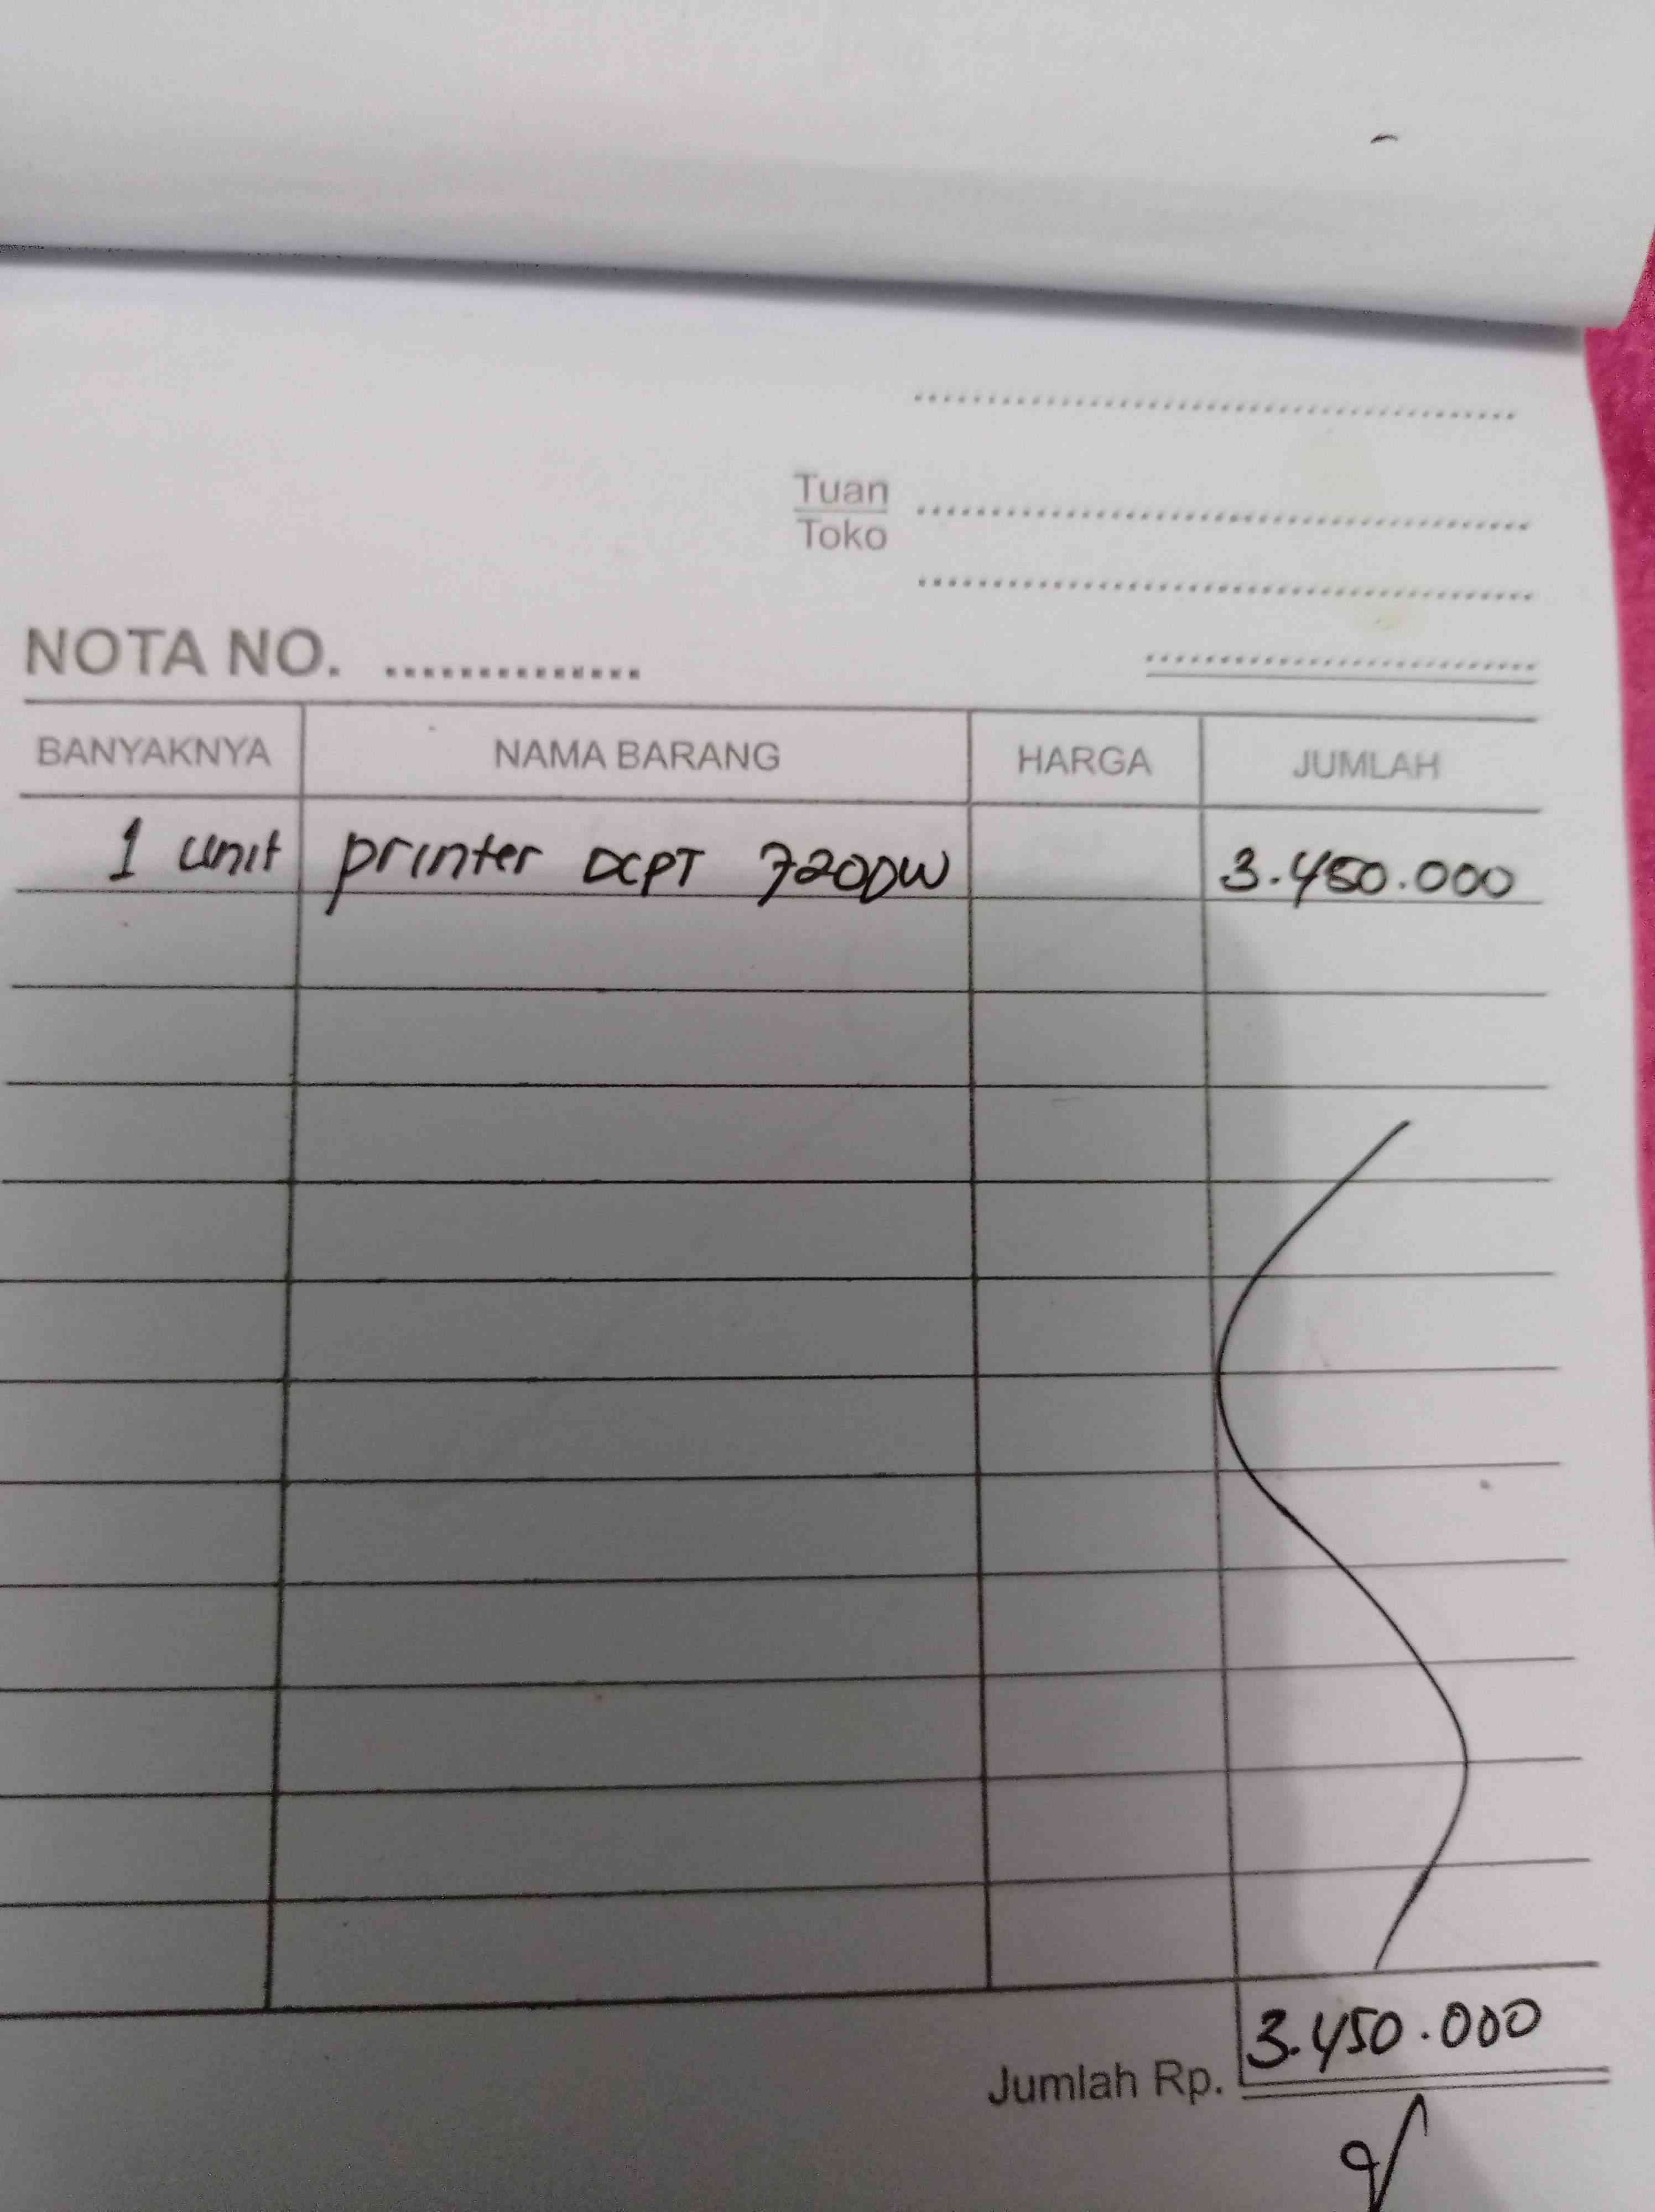 Tuan
Toko
NOTA NO. ..............
BANYAKNYA NAMA BARANG HARGA JUMLAH
1 unit printer DCPT 720DW 3.450.000
Jumlah Rp. 3.450.000